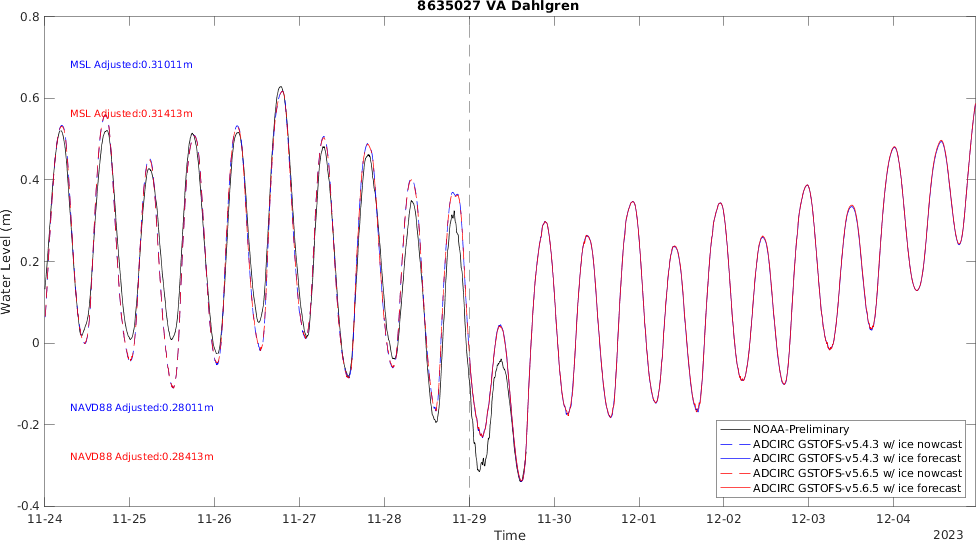 8635027 VA Dahlgren
0.8
0.6
0.4
0.2
0
-0.2
-0.4
Water Level (m)
MSL Adjusted:0.31011m
MSL Adjusted:0.31413m
NAVD88 Adjusted:0.28011m
NAVD88 Adjusted:0.28413m
NOAA-Preliminary
ADCIRC GSTOFS-v5.4.3 w/ ice nowcast
ADCIRC GSTOFS-v5.4.3 w/ ice forecast
ADCIRC GSTOFS-v5.6.5 w/ ice nowcast
ADCIRC GSTOFS-v5.6.5 w/ ice forecast
11-24 11-25 11-26 11-27 11-28 11-29 11-30 12-01 12-02 12-03 12-04
Time
2023